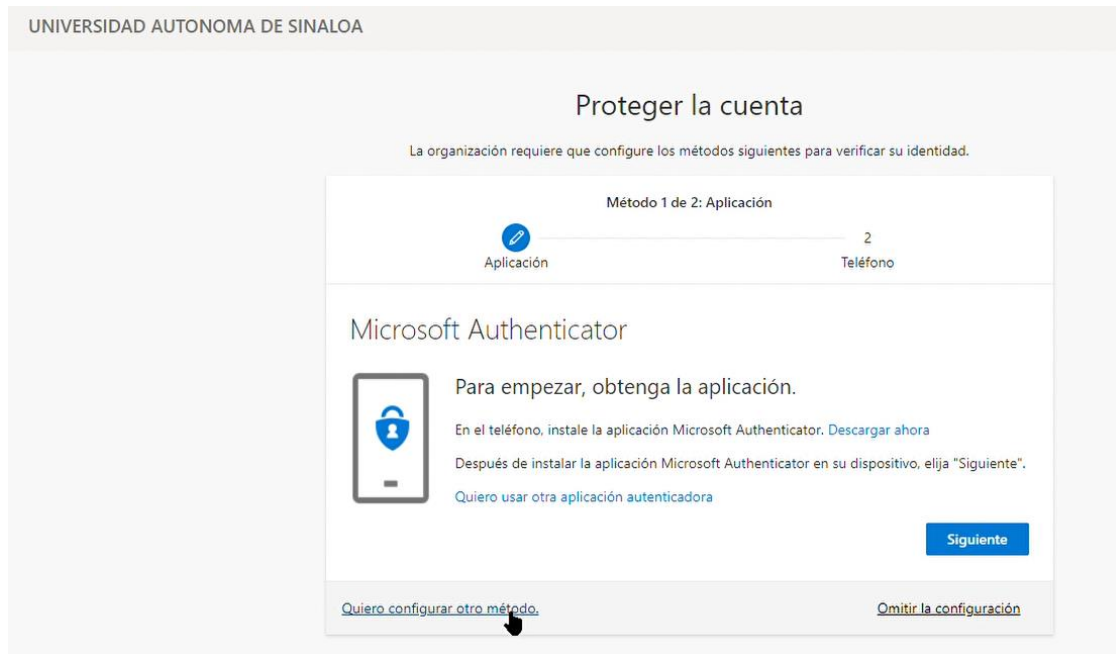 UNIVERSIDAD AUTONOMA DE SINALOA
Proteger la cuenta
La organización requiere que configure los métodos siguientes para verificar su identidad.
Método 1 de 2: Aplicación
2
Aplicación
Teléfono
Microsoft Authenticator
Para empezar, obtenga la aplicación.
En el teléfono, instale la aplicación Microsoft Authenticator. Descargar ahora
Después de instalar la aplicación Microsoft Authenticator en su dispositivo, elija "Siguiente".
Quiero usar otra aplicación autenticadora
Siguiente
Quiero configurar otro método.
Omitir la configuración